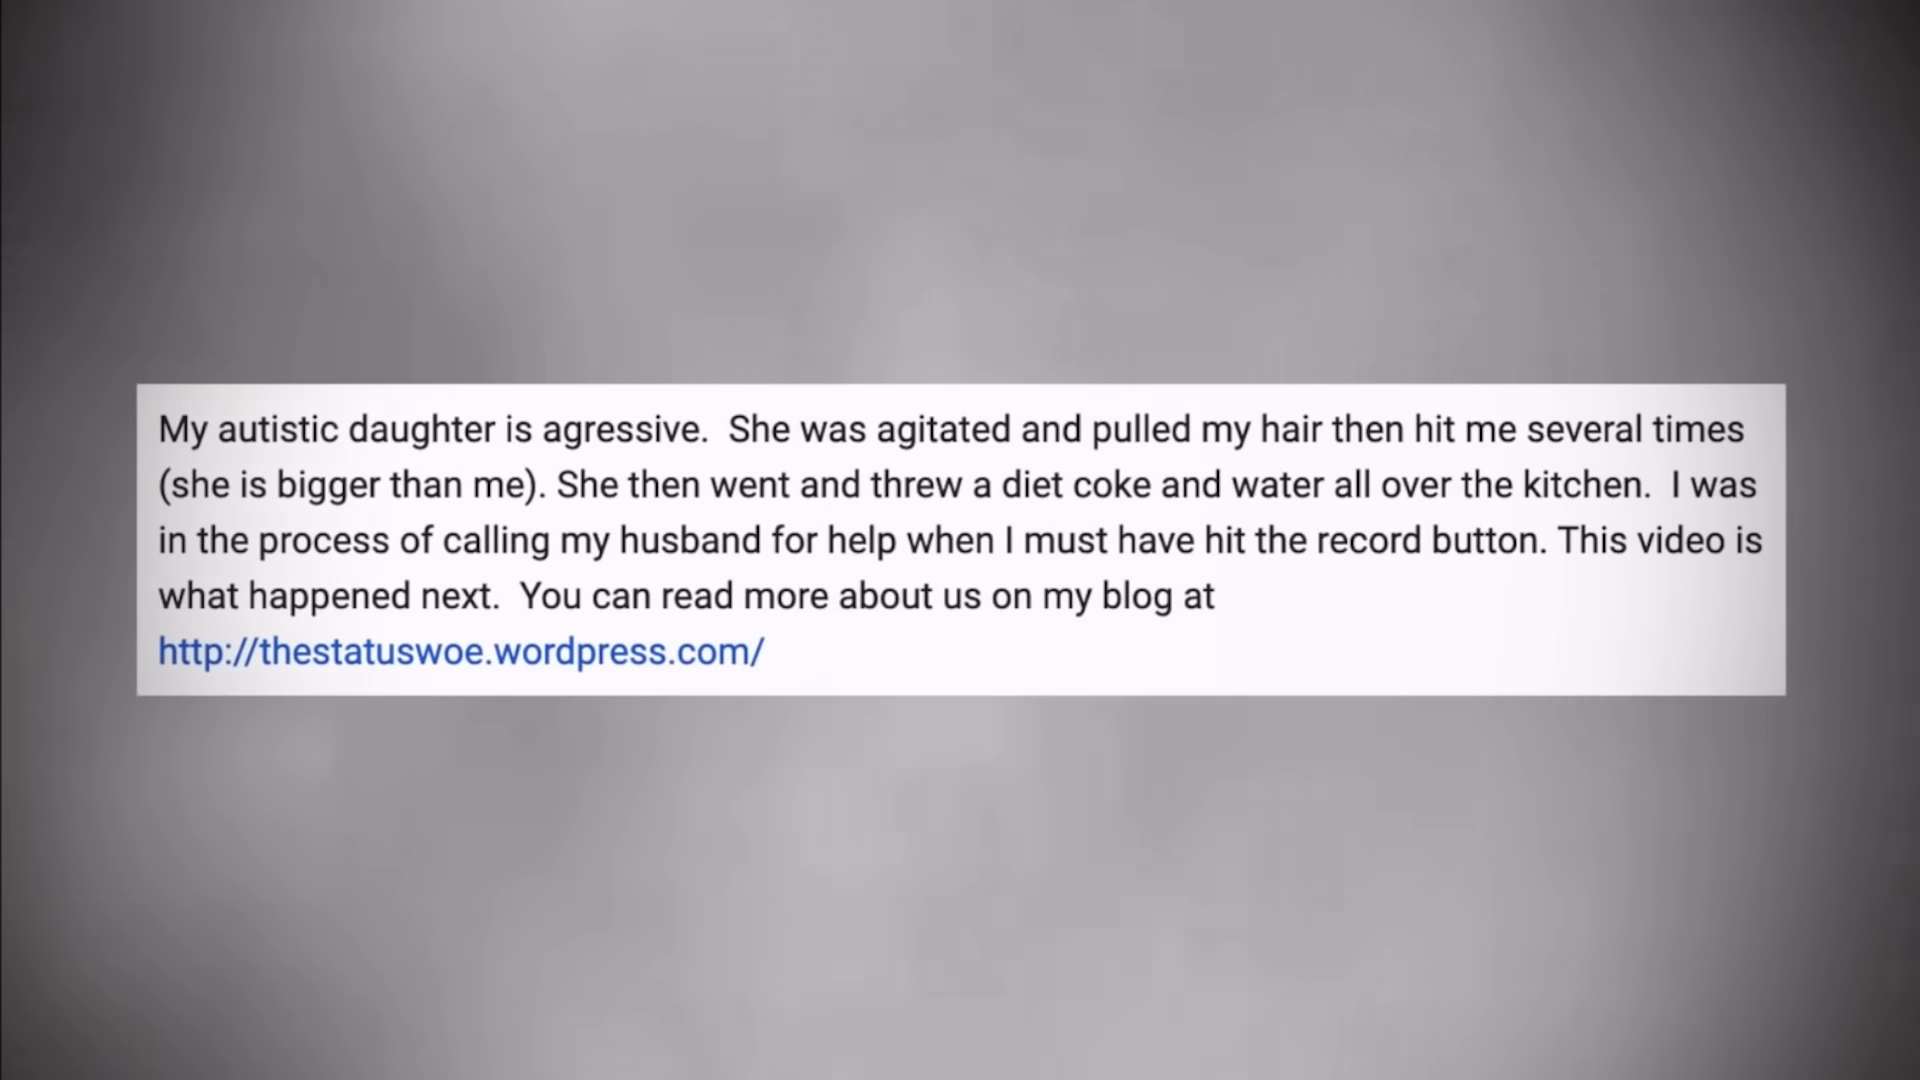 My autistic daughter is agressive.  She was agitated and pulled my hair then hit me several times
(she is bigger than me). She then went and threw a diet coke and water all over the kitchen.  I was
in the process of calling my husband for help when I must have hit the record button. This video is
what happened next.  You can read more about us on my blog at
http://thestatuswoe.wordpress.com/